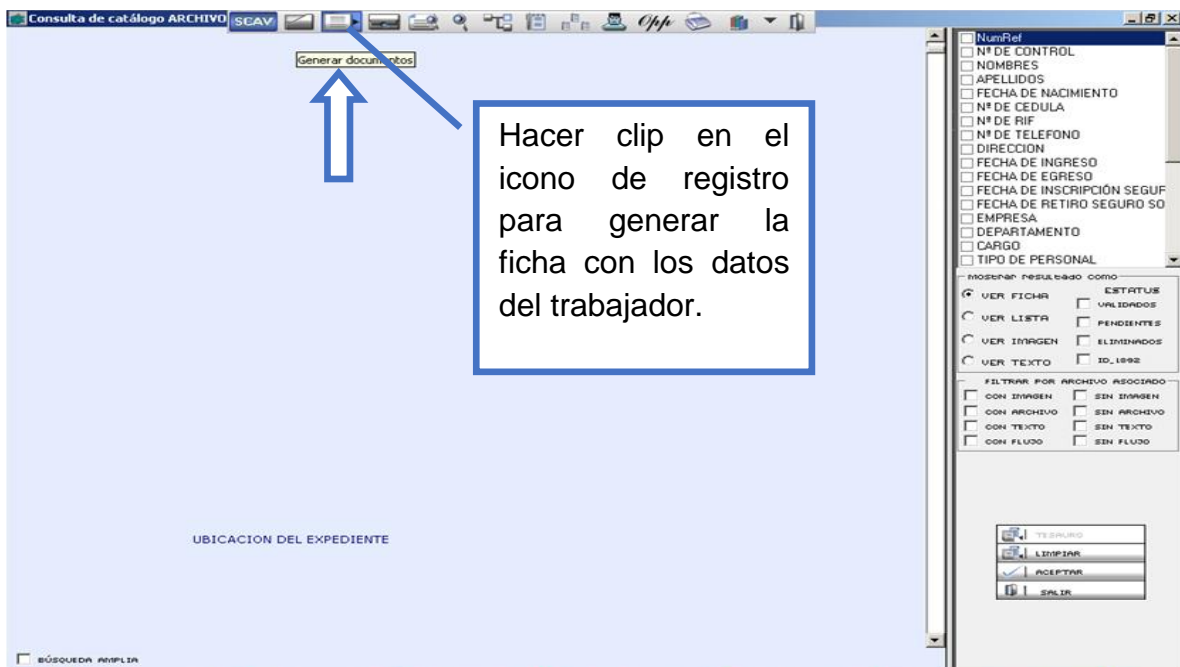 Consulta de catálogo ARCHIVO
SCAV
Opp
Generar documentos
Hacer clip en el
icono de registro
para generar la
ficha con los datos
del trabajador.
UBICACION DEL EXPEDIENTE
BÚSQUEDA AMPLIA
NumRef
Nº DE CONTROL
NOMBRES
APELLIDOS
FECHA DE NACIMIENTO
Nº DE CEDULA
Nº DE RIF
Nº DE TELEFONO
DIRECCION
FECHA DE INGRESO
FECHA DE EGRESO
FECHA DE INSCRIPCIÓN SEGUR
FECHA DE RETIRO SEGURO SO
EMPRESA
DEPARTAMENTO
CARGO
TIPO DE PERSONAL
mostrar resultado como
VER FICHA
ESTATUS
VALIDADOS
VER LISTA
PENDIENTES
VER IMAGEN
ELIMINADOS
VER TEXTO
ID_1892
FILTRAR POR ARCHIVO ASOCIADO
CON IMAGEN
SIN IMAGEN
CON ARCHIVO
SIN ARCHIVO
CON TEXTO
SIN TEXTO
CON FLUJO
SIN FLUJO
TESAURO
LIMPIAR
ACEPTAR
SALIR